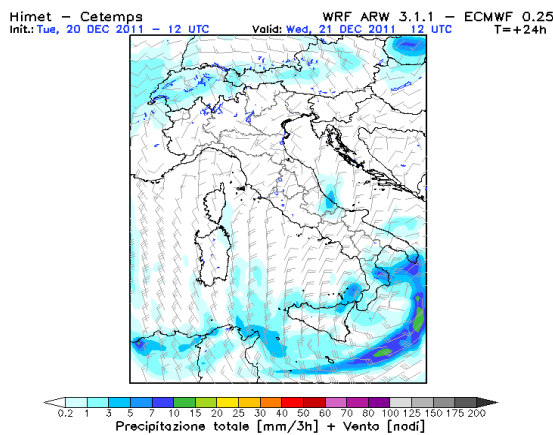 Himet – Cetemps WRF ARW 3.1.1 – ECMWF 0.25
Init.: Tue, 20 DEC 2011 – 12 UTC Valid: Wed, 21 DEC 2011 12 UTC T=+24h
0.2 1 3 5 7 10 15 20 25 30 40 50 60 70 80 90 100 125 150 175 200
Precipitazione totale [mm/3h] + Vento [nodi]